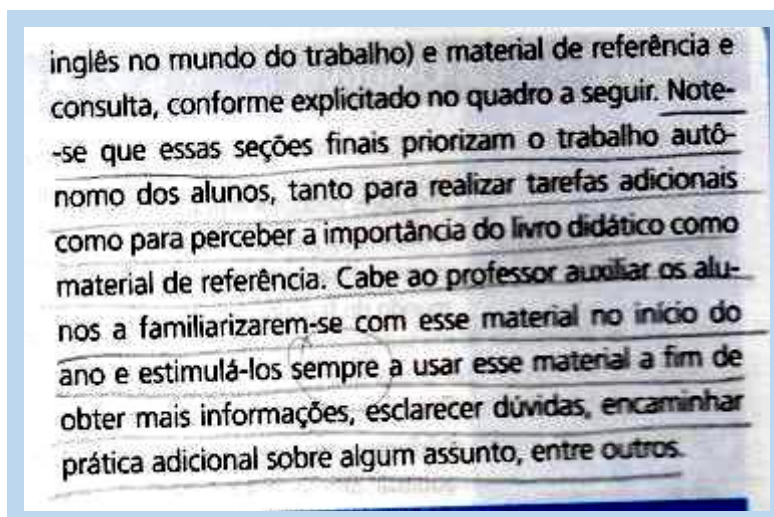 inglês no mundo do trabalho) e material de referência e
consulta, conforme explicitado no quadro a seguir. Note-
-se que essas seções finais priorizam o trabalho autô-
nomo dos alunos, tanto para realizar tarefas adicionais
como para perceber a importância do livro didático como
material de referência. Cabe ao professor auxiliar os alu-
nos a familiarizarem-se com esse material no início do
ano e estimulá-los sempre a usar esse material a fim de
obter mais informações, esclarecer dúvidas, encaminhar
prática adicional sobre algum assunto, entre outros.